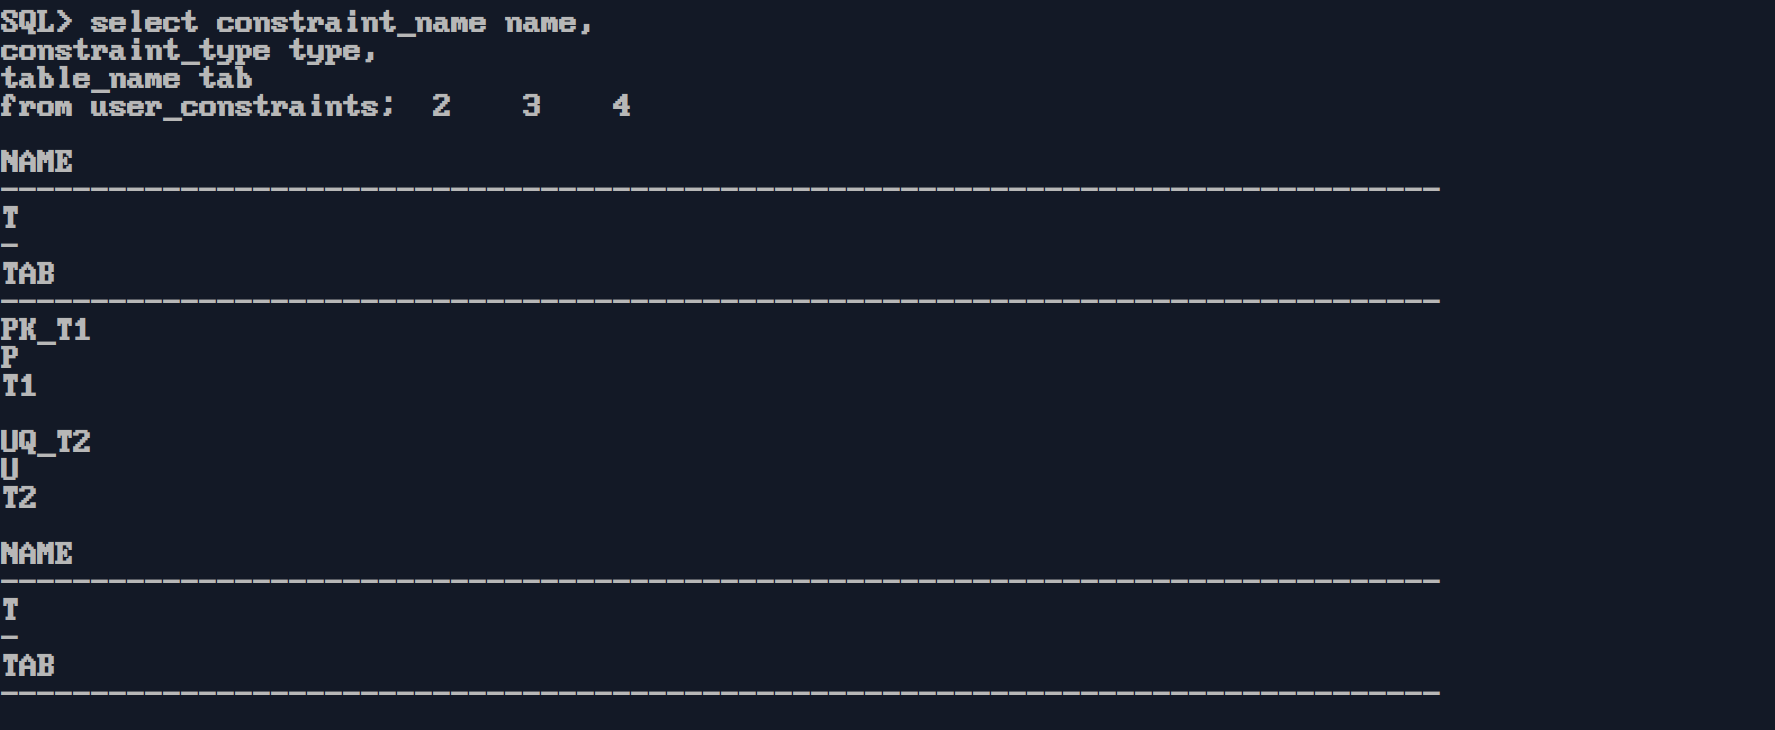 SQL> select constraint_name name,
constraint_type type,
table_name tab
from user_constraints;  2    3    4
NAME
--------------------------------------------------------------------------------
T
-
TAB
--------------------------------------------------------------------------------
PK_T1
P
T1
UQ_T2
U
T2
NAME
--------------------------------------------------------------------------------
T
-
TAB
--------------------------------------------------------------------------------